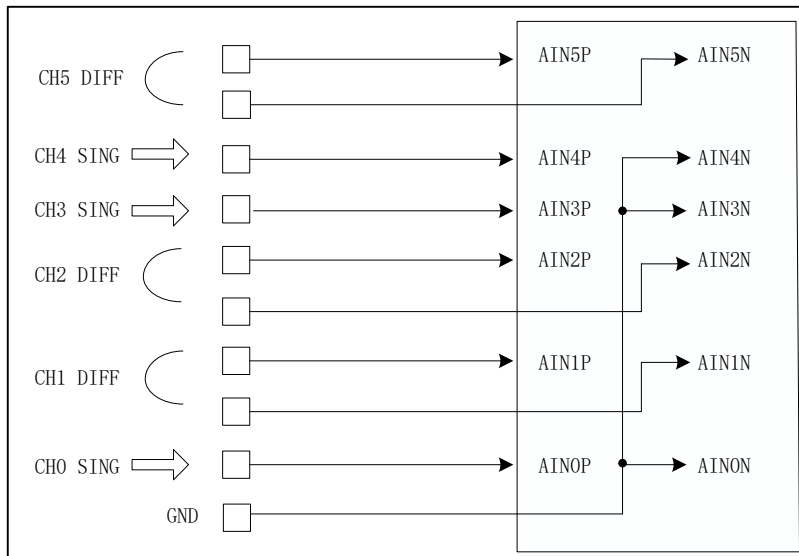 CH5 DIFF AIN5P AIN5N
CH4 SING AIN4P AIN4N
CH3 SING AIN3P AIN3N
CH2 DIFF AIN2P AIN2N
CH1 DIFF AIN1P AIN1N
CH0 SING AIN0P AIN0N
GND